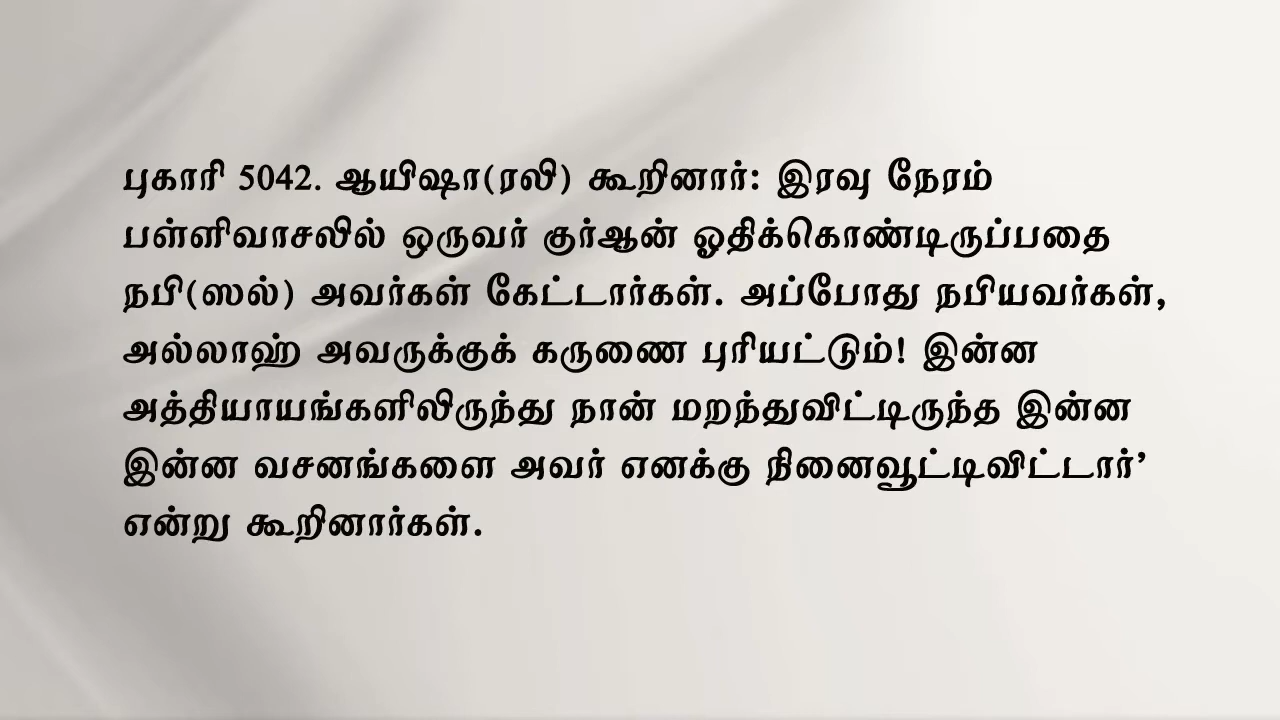 புகாரி 5042. ஆயிஷா(ரலி) கூறினார்: இரவு நேரம்
பள்ளிவாசலில் ஒருவர் குர்ஆன் ஓதிக்கொண்டிருப்பதை
நபி(ஸல்) அவர்கள் கேட்டார்கள். அப்போது நபியவர்கள்,
அல்லாஹ் அவருக்குக் கருணை புரியட்டும்! இன்ன
அத்தியாயங்களிலிருந்து நான் மறந்துவிட்டிருந்த இன்ன
இன்ன வசனங்களை அவர் எனக்கு நினைவூட்டிவிட்டார்’
என்று கூறினார்கள்.